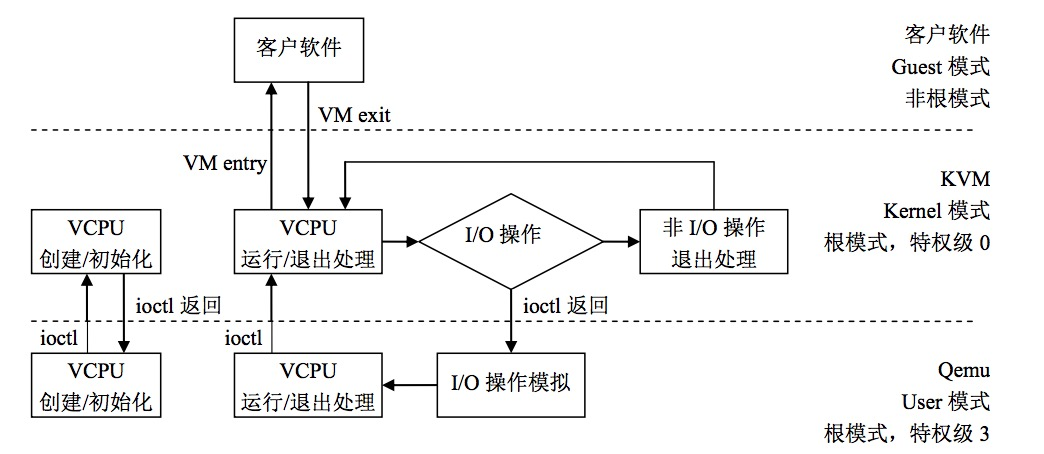 客户软件
客户软件
Guest 模式
非根模式
VM exit
VM entry
KVM
Kernel 模式
根模式，特权级 0
VCPU
创建/初始化
VCPU
运行/退出处理
I/O 操作
非 I/O 操作
退出处理
ioctl 返回
ioctl 返回
ioctl
ioctl
VCPU
创建/初始化
VCPU
运行/退出处理
I/O 操作模拟
Qemu
User 模式
根模式，特权级 3